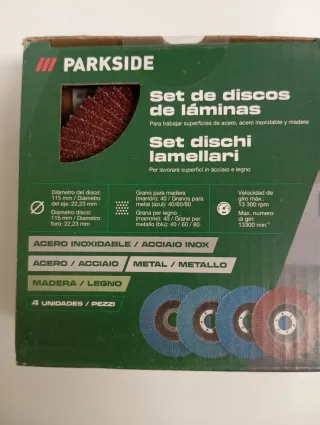 PARKSIDE
Set de discos
de láminas
Para trabajar superficies de acero, acero inoxidable y madera
Set dischi
lamellari
Per lavorare superfici in acciaio e legno
Diámetro del disco:
115 mm / Diámetro
del eje: 22,23 mm
Diametro disco:
115 mm / Diametro
foro: 22,23 mm
Grano para madera
(marrón): 40 / Granos para
metal (azul): 40/60/80
Grana per legno
(marrone): 40 / Grane per
metallo (blu): 40 / 60 / 80
Velocidad de
giro máx.:
13 300 rpm
Max. numero
di giri:
13300 min⁻¹
ACERO INOXIDABLE / ACCIAIO INOX
ACERO / ACCIAIO
METAL / METALLO
MADERA / LEGNO
4 UNIDADES / PEZZI